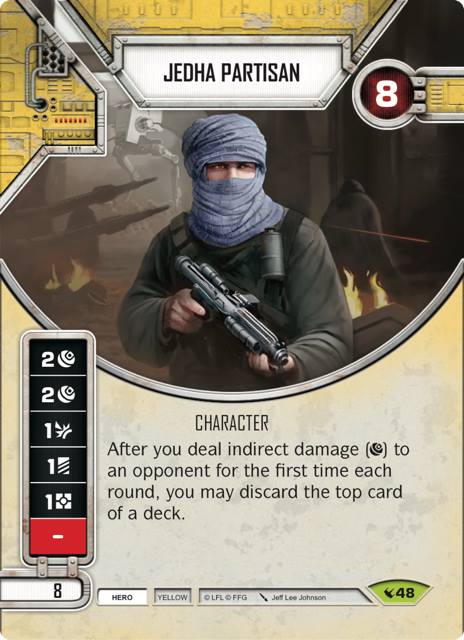 JEDHA PARTISAN
8
2
2
1
1
1
-
CHARACTER
After you deal indirect damage ( ) to
an opponent for the first time each
round, you may discard the top card
of a deck.
8
HERO
YELLOW
© LFL © FFG
Jeff Lee Johnson
48